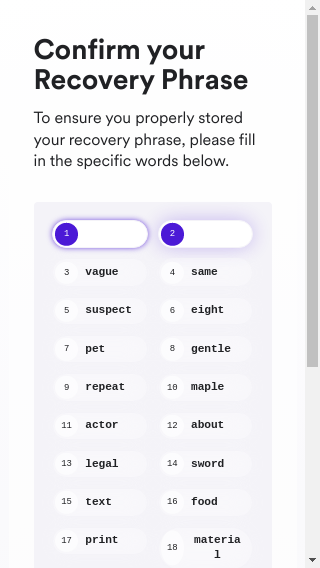 Confirm your
Recovery Phrase
To ensure you properly stored
your recovery phrase, please fill
in the specific words below.
1 2
3 vague 4 same
5 suspect 6 eight
7 pet 8 gentle
9 repeat 10 maple
11 actor 12 about
13 legal 14 sword
15 text 16 food
17 print 18 materia
l